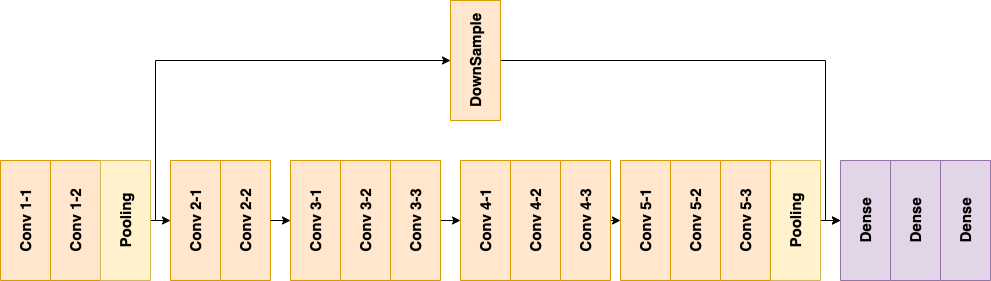 DownSample
Conv 1-1
Conv 1-2
Pooling
Conv 2-1
Conv 2-2
Conv 3-1
Conv 3-2
Conv 3-3
Conv 4-1
Conv 4-2
Conv 4-3
Conv 5-1
Conv 5-2
Conv 5-3
Pooling
Dense
Dense
Dense